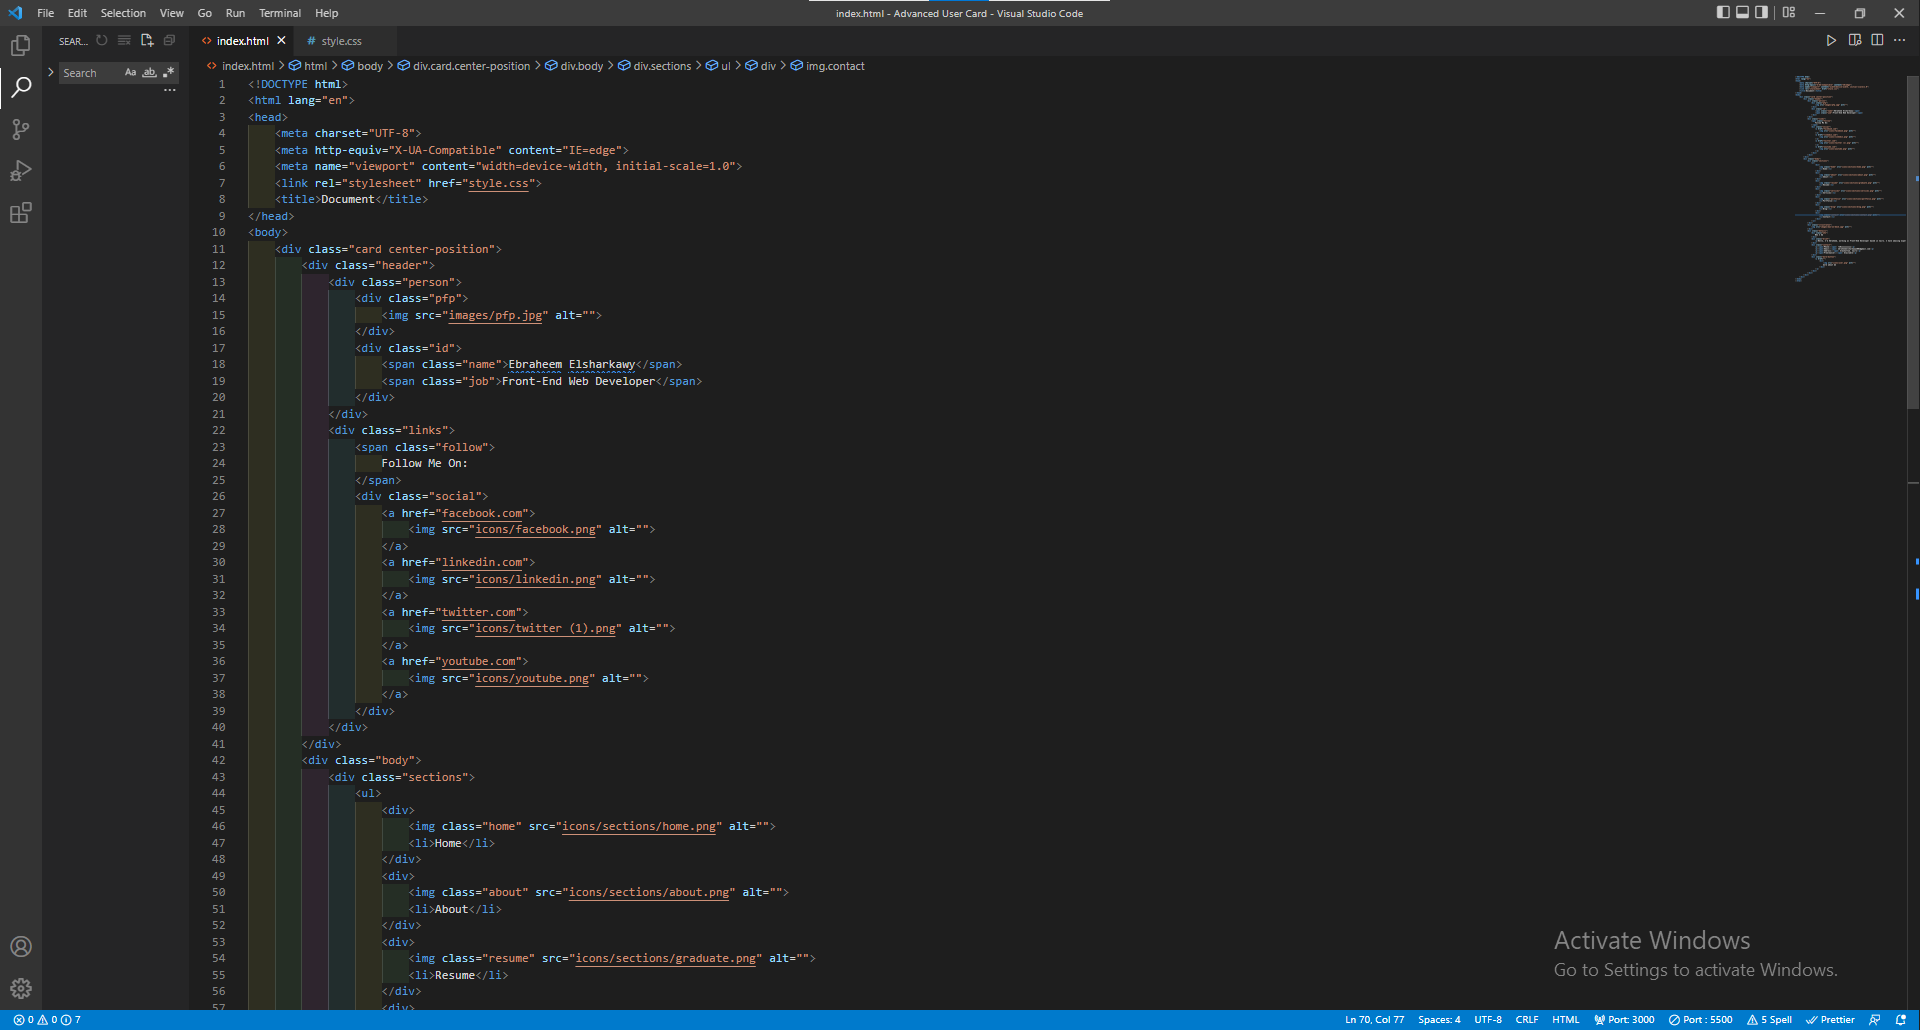 File Edit Selection View Go Run Terminal Help
index.html - Advanced User Card - Visual Studio Code
SEAR...
index.html
# style.css
Search Aa ab .*
index.html > html > body > div.card.center-position > div.body > div.sections > ul > div > img.contact
1 <!DOCTYPE html>
2 <html lang="en">
3 <head>
4 <meta charset="UTF-8">
5 <meta http-equiv="X-UA-Compatible" content="IE=edge">
6 <meta name="viewport" content="width=device-width, initial-scale=1.0">
7 <link rel="stylesheet" href="style.css">
8 <title>Document</title>
9 </head>
10 <body>
11 <div class="card center-position">
12 <div class="header">
13 <div class="person">
14 <div class="pfp">
15 <img src="images/pfp.jpg" alt="">
16 </div>
17 <div class="id">
18 <span class="name">Ebraheem Elsharkawy</span>
19 <span class="job">Front-End Web Developer</span>
20 </div>
21 </div>
22 <div class="links">
23 <span class="follow">
24 Follow Me On:
25 </span>
26 <div class="social">
27 <a href="facebook.com">
28 <img src="icons/facebook.png" alt="">
29 </a>
30 <a href="linkedin.com">
31 <img src="icons/linkedin.png" alt="">
32 </a>
33 <a href="twitter.com">
34 <img src="icons/twitter (1).png" alt="">
35 </a>
36 <a href="youtube.com">
37 <img src="icons/youtube.png" alt="">
38 </a>
39 </div>
40 </div>
41 </div>
42 <div class="body">
43 <div class="sections">
44 <ul>
45 <div>
46 <img class="home" src="icons/sections/home.png" alt="">
47 <li>Home</li>
48 </div>
49 <div>
50 <img class="about" src="icons/sections/about.png" alt="">
51 <li>About</li>
52 </div>
53 <div>
54 <img class="resume" src="icons/sections/graduate.png" alt="">
55 <li>Resume</li>
56 </div>
57 <div>
Activate Windows
Go to Settings to activate Windows.
0 0 7 Ln 70, Col 77 Spaces: 4 UTF-8 CRLF HTML Port: 3000 Port : 5500 5 Spell Prettier